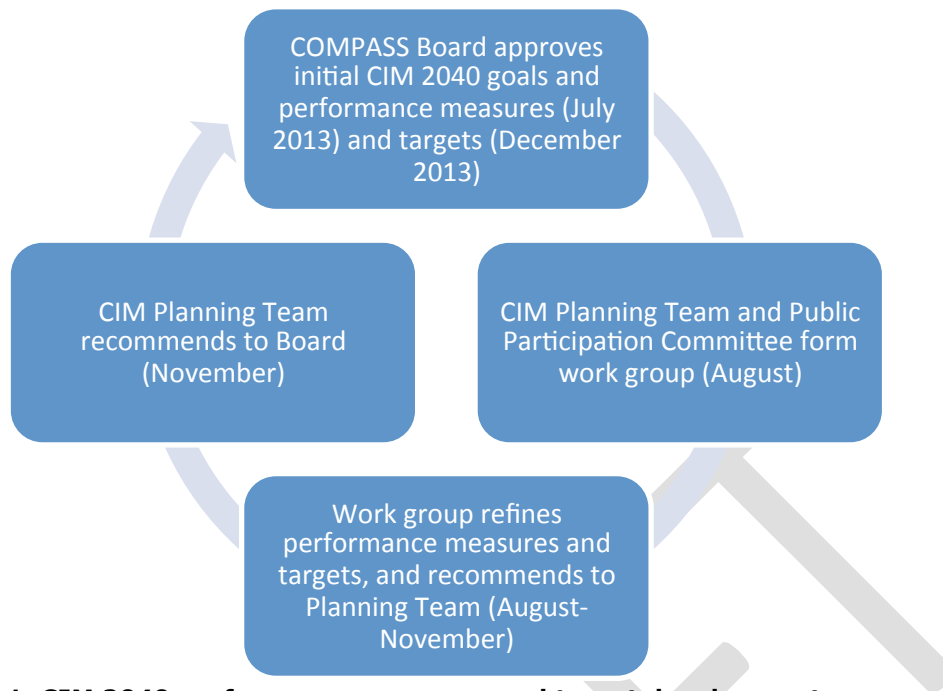 COMPASS Board approves
initial CIM 2040 goals and
performance measures (July
2013) and targets (December
2013)
CIM Planning Team and Public
Participation Committee form
work group (August)
Work group refines
performance measures and
targets, and recommends to
Planning Team (August-
November)
CIM Planning Team
recommends to Board
(November)
CIM 2040